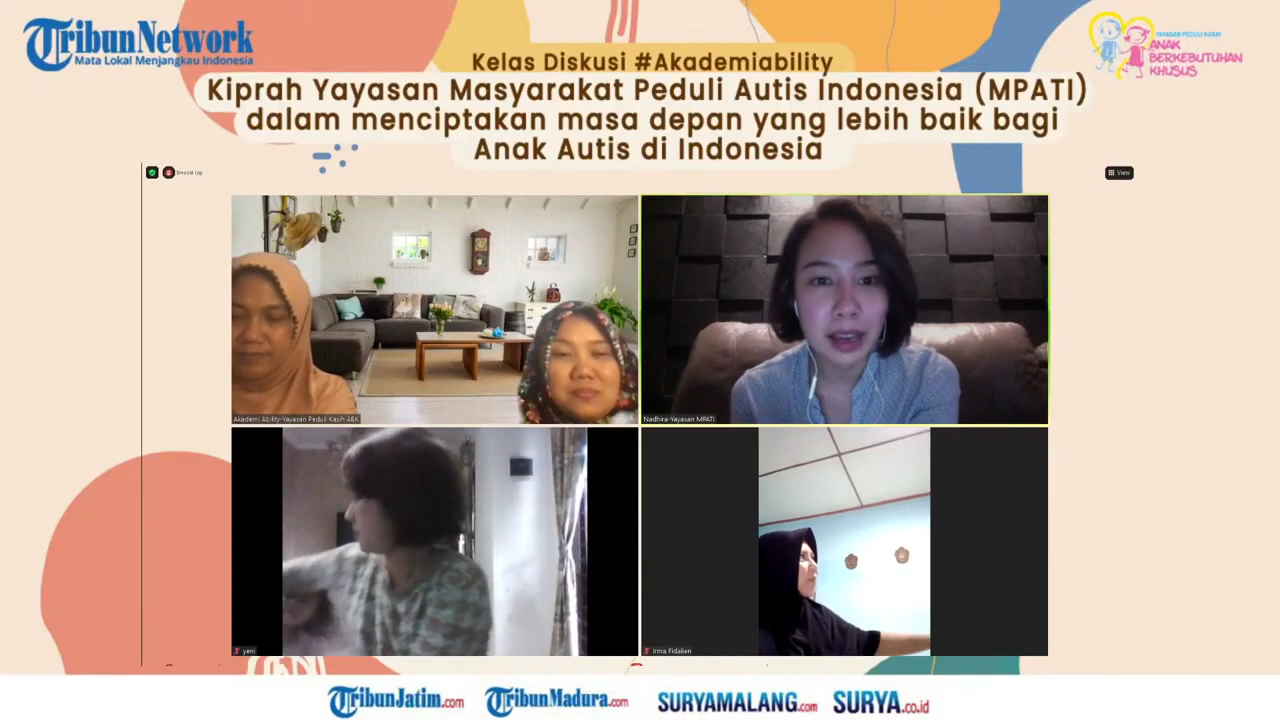 TribunNetwork
Mata Lokal Menjangkau Indonesia
YAYASAN PEDULI KASIH
ANAK
BERKEBUTUHAN
KHUSUS
Kelas Diskusi #Akademiability
Kiprah Yayasan Masyarakat Peduli Autis Indonesia (MPATI)
dalam menciptakan masa depan yang lebih baik bagi
Anak Autis di Indonesia
View
Akademi Ability-Yayasan Peduli Kasih ABK
Nadhira-Yayasan MPATI
yeni
Irma Fidalien
TribunJatim.com
TribunMadura.com
SURYAMALANG.com
SURYA.co.id